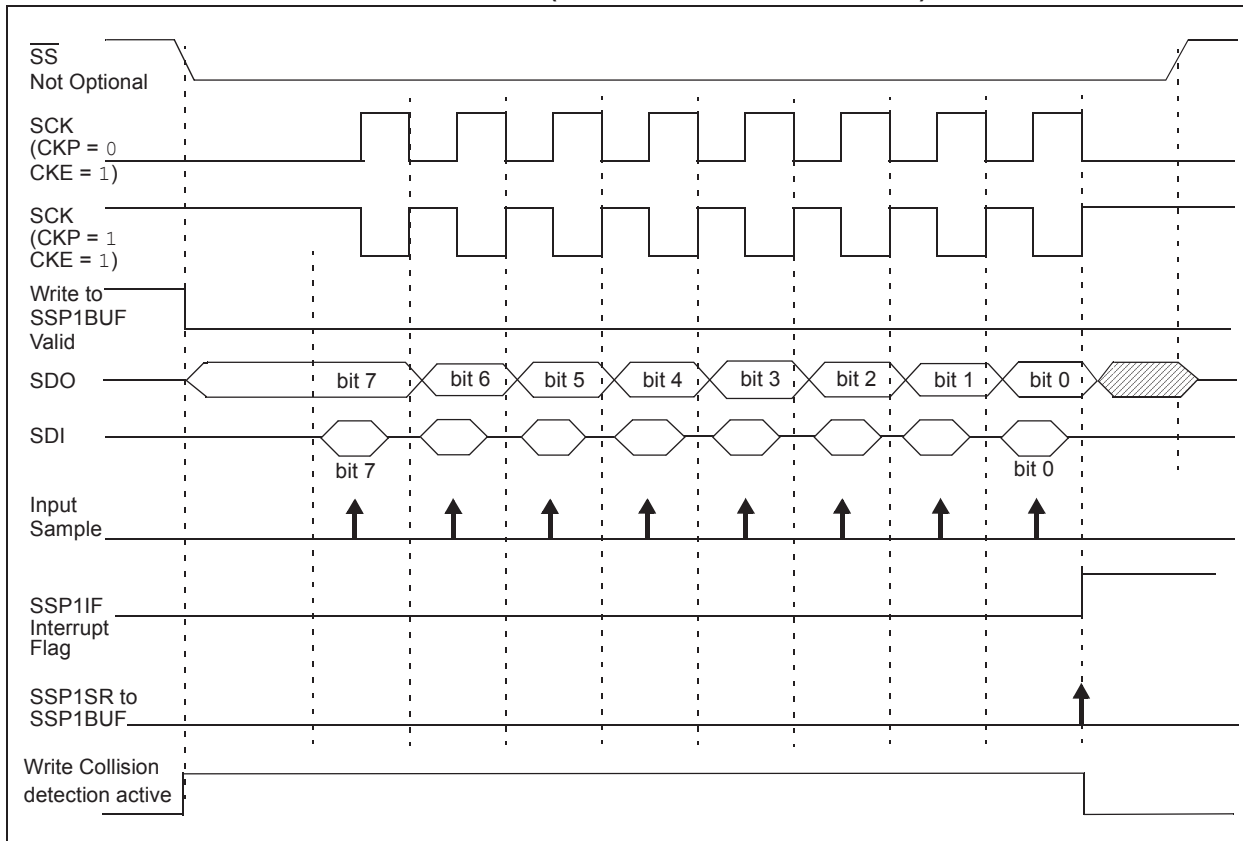 SS
Not Optional
SCK
(CKP = 0
CKE = 1)
SCK
(CKP = 1
CKE = 1)
Write to
SSP1BUF
Valid
SDO
bit 7 bit 6 bit 5 bit 4 bit 3 bit 2 bit 1 bit 0
SDI
bit 7 bit 0
Input
Sample
SSP1IF
Interrupt
Flag
SSP1SR to
SSP1BUF
Write Collision
detection active